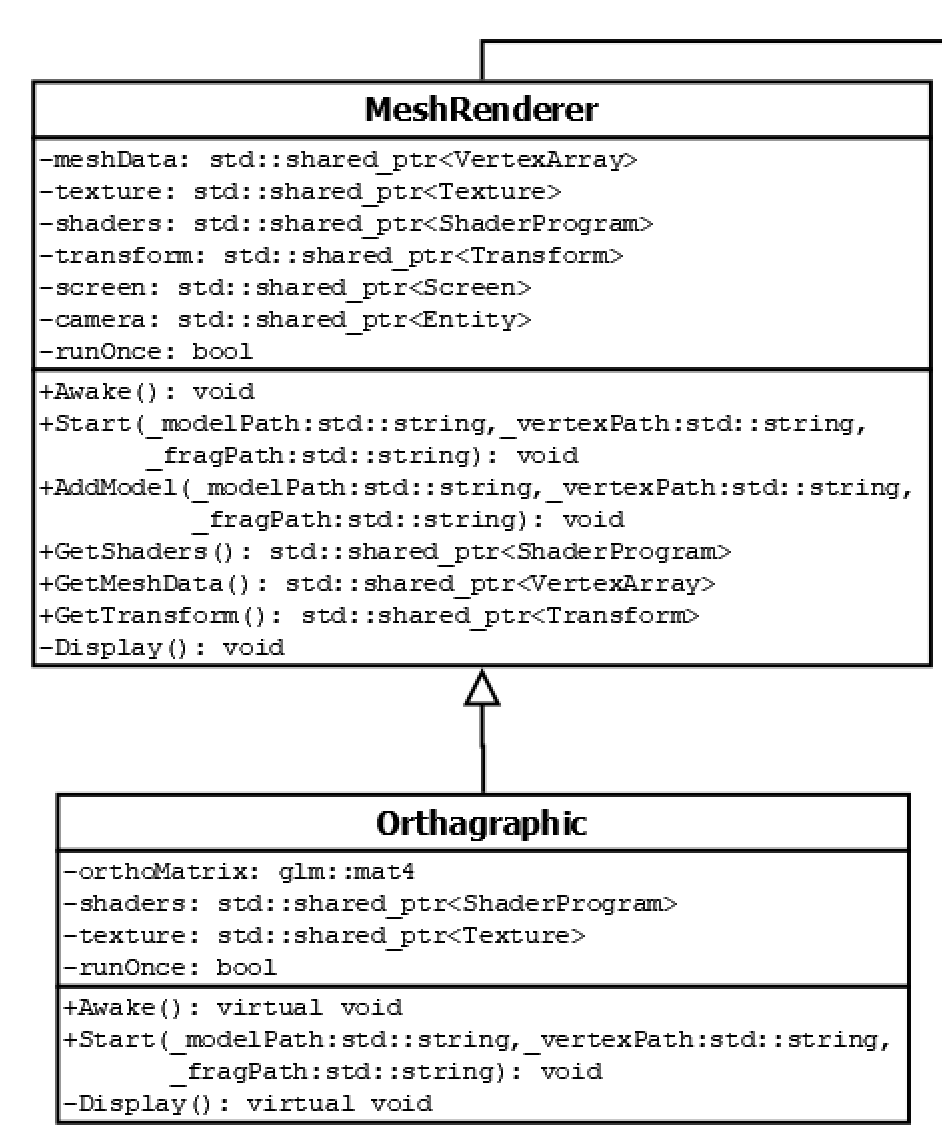 MeshRenderer
-meshData: std::shared_ptr<VertexArray>
-texture: std::shared_ptr<Texture>
-shaders: std::shared_ptr<ShaderProgram>
-transform: std::shared_ptr<Transform>
-screen: std::shared_ptr<Screen>
-camera: std::shared_ptr<Entity>
-runOnce: bool
+Awake(): void
+Start(_modelPath:std::string,_vertexPath:std::string,
_fragPath:std::string): void
+AddModel(_modelPath:std::string,_vertexPath:std::string,
_fragPath:std::string): void
+GetShaders(): std::shared_ptr<ShaderProgram>
+GetMeshData(): std::shared_ptr<VertexArray>
+GetTransform(): std::shared_ptr<Transform>
-Display(): void
Orthagraphic
-orthoMatrix: glm::mat4
-shaders: std::shared_ptr<ShaderProgram>
-texture: std::shared_ptr<Texture>
-runOnce: bool
+Awake(): virtual void
+Start(_modelPath:std::string,_vertexPath:std::string,
_fragPath:std::string): void
-Display(): virtual void